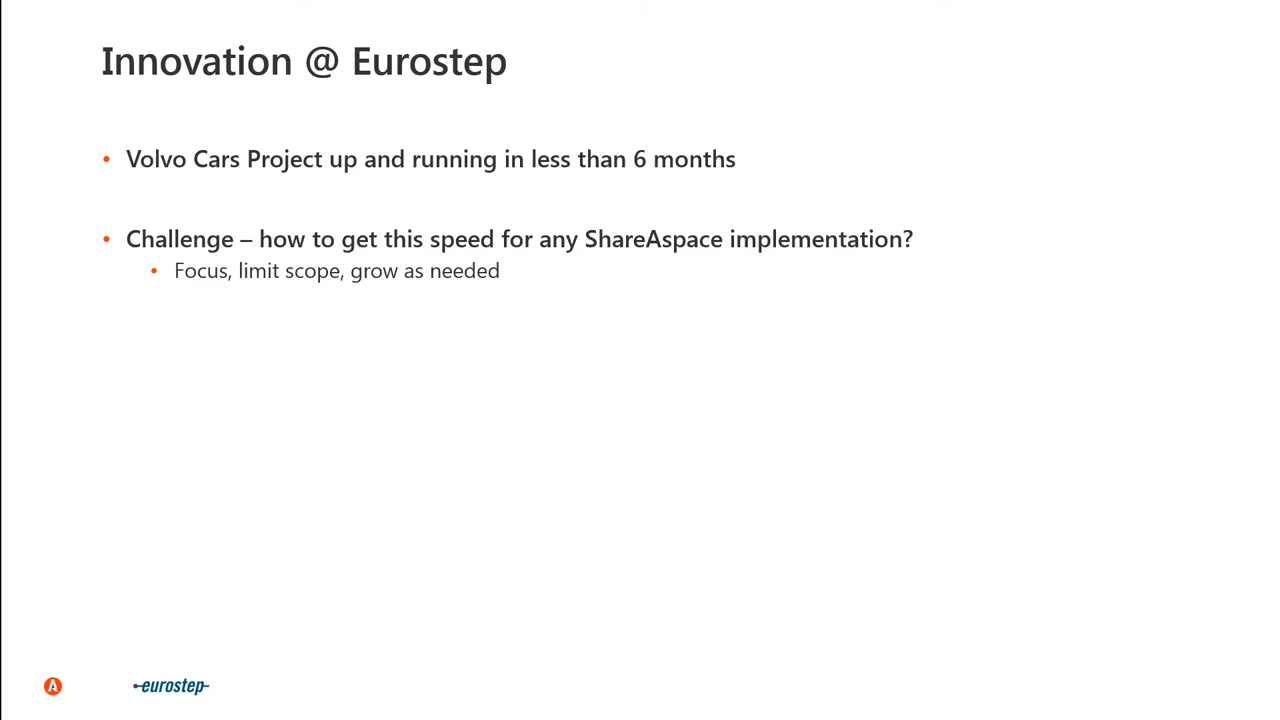 Innovation @ Eurostep
• Volvo Cars Project up and running in less than 6 months
• Challenge – how to get this speed for any ShareAspace implementation?
• Focus, limit scope, grow as needed
A
eurostep